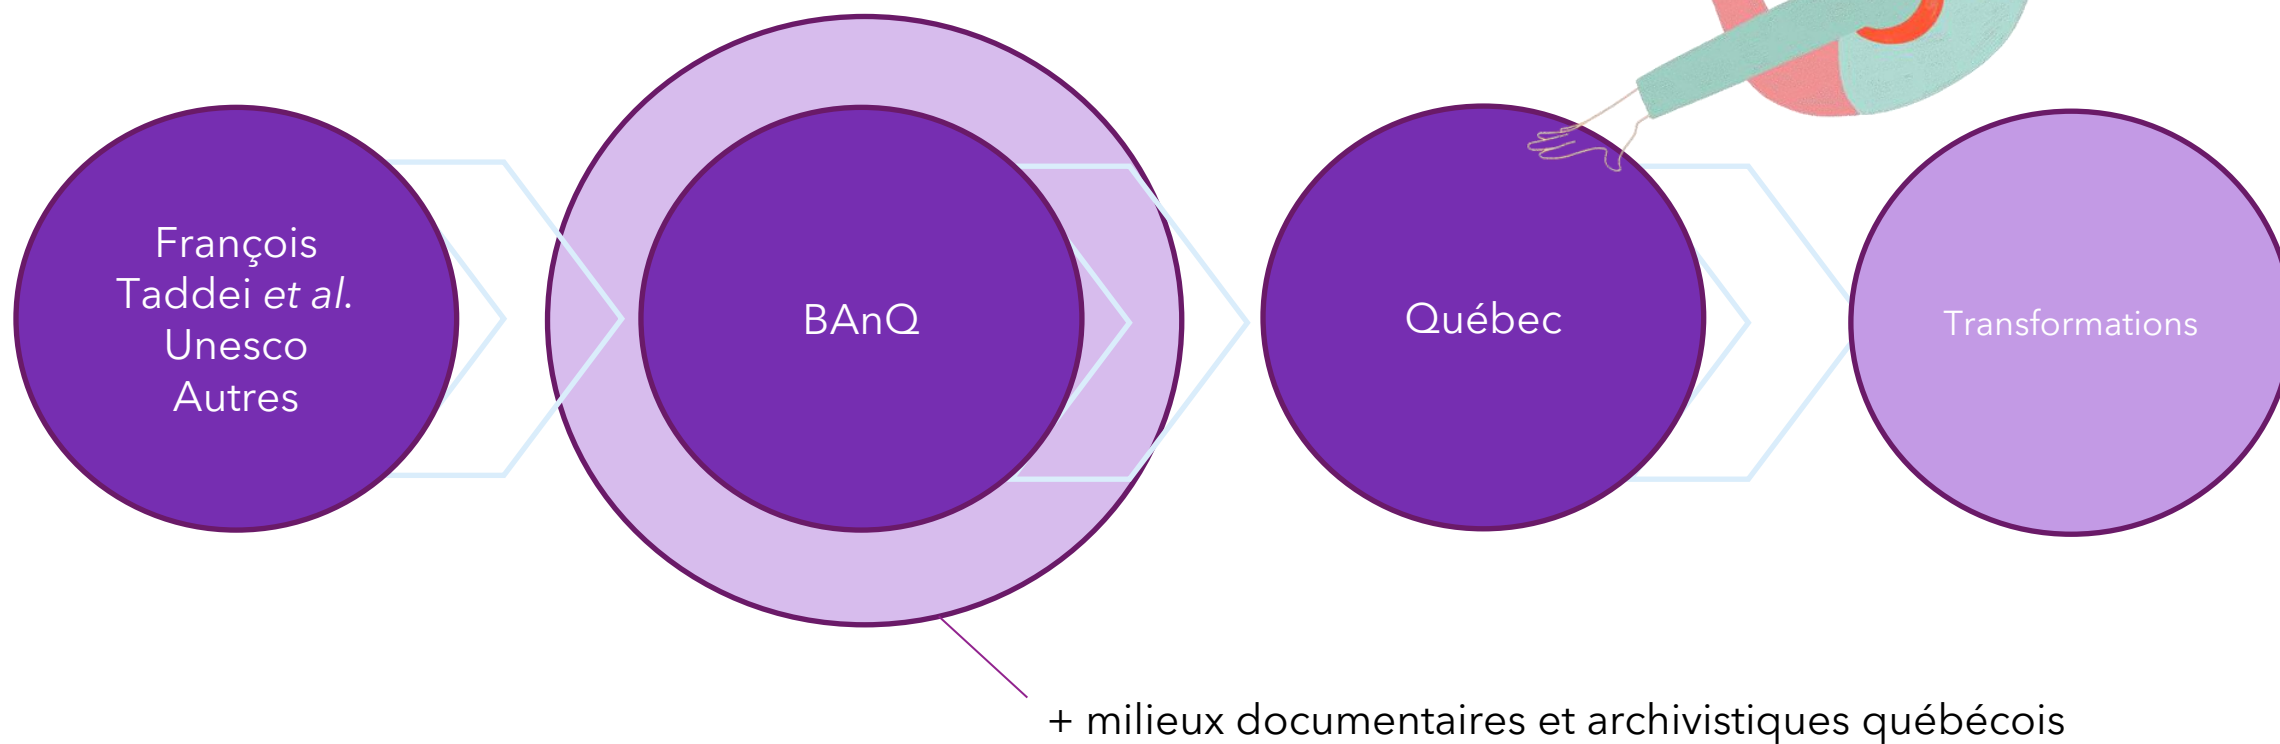 François
Taddei et al.
Unesco
Autres
BAnQ
Québec
Transformations
+ milieux documentaires et archivistiques québécois